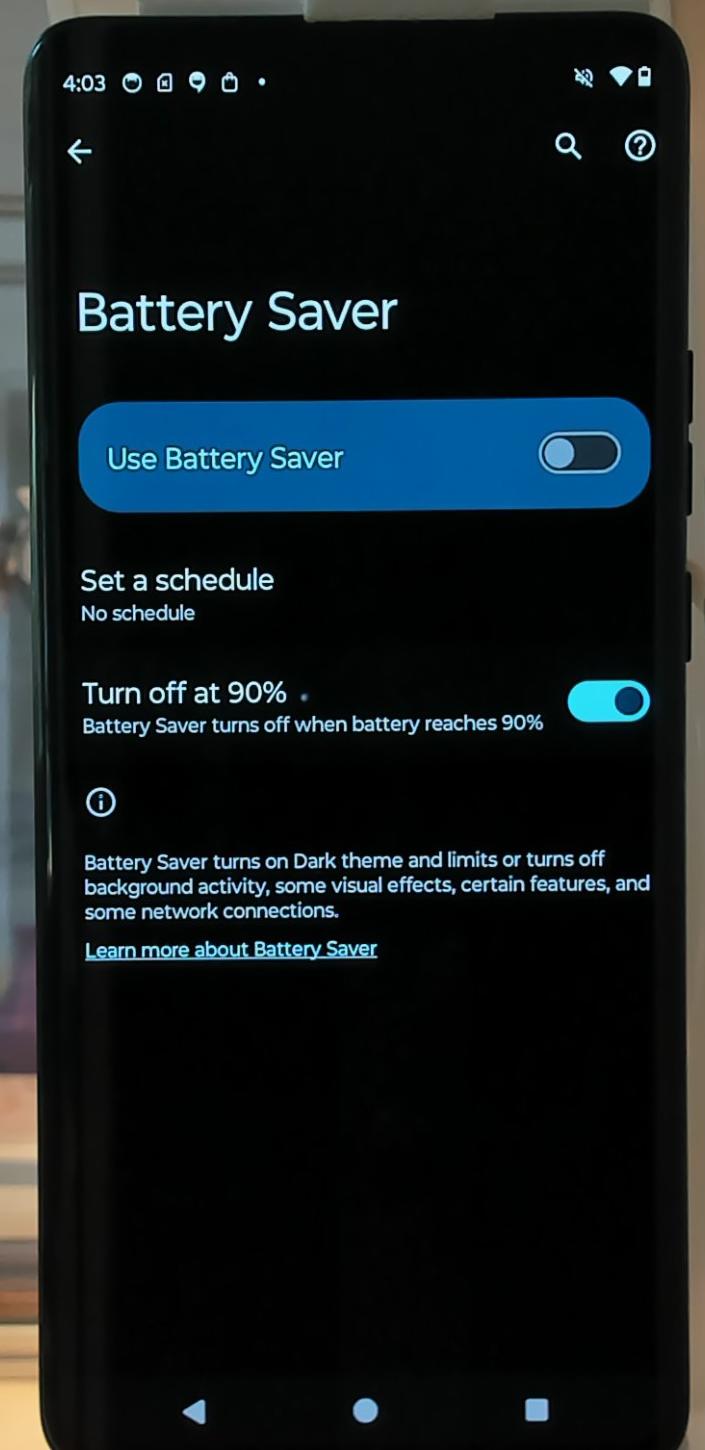 4:03
Battery Saver
Use Battery Saver
Set a schedule
No schedule
Turn off at 90%
Battery Saver turns off when battery reaches 90%
Battery Saver turns on Dark theme and limits or turns off
background activity, some visual effects, certain features, and
some network connections.
Learn more about Battery Saver